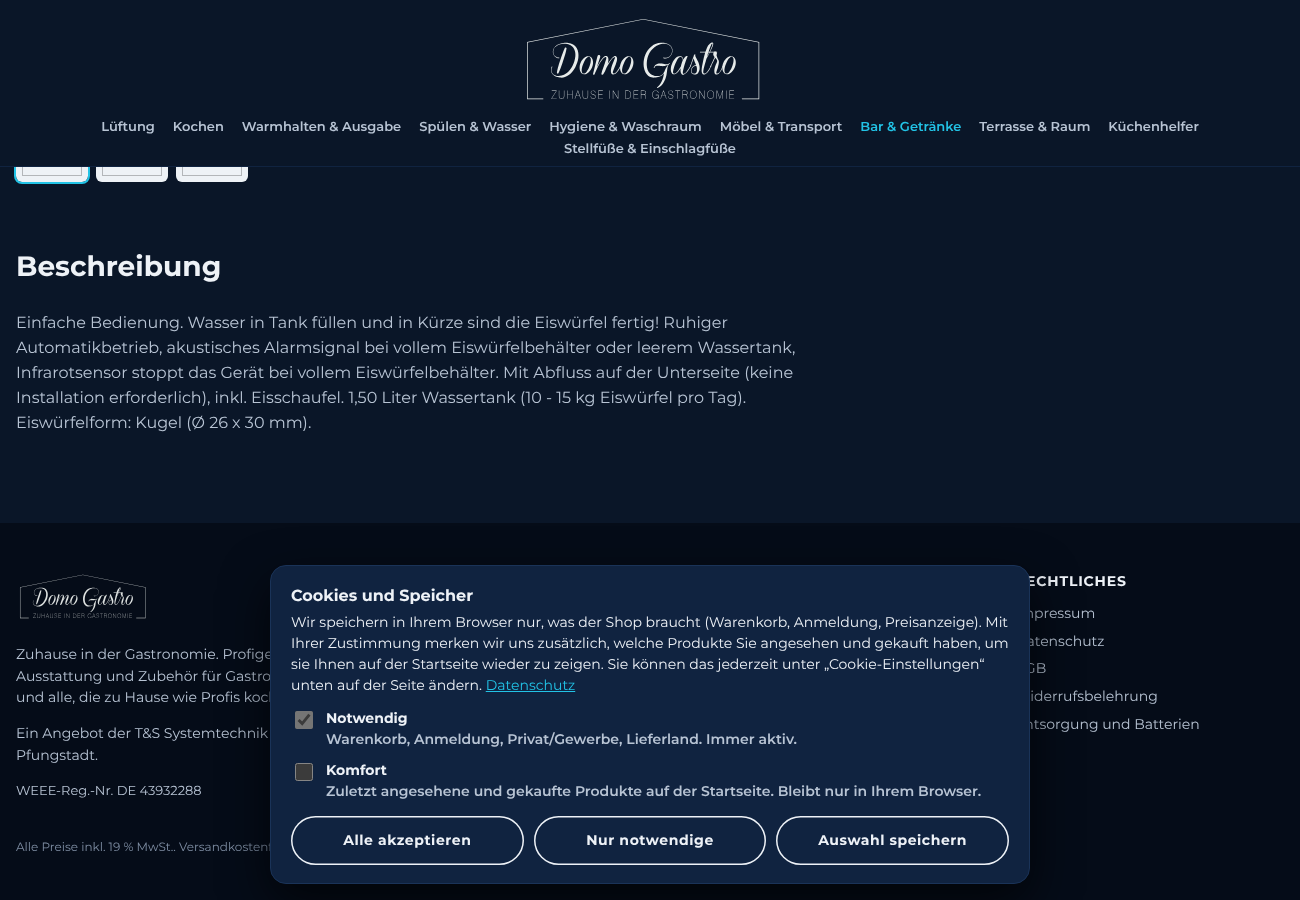 Domo Gastro
ZUHAUSE IN DER GASTRONOMIE
Lüftung Kochen Warmhalten & Ausgabe Spülen & Wasser Hygiene & Waschraum Möbel & Transport Bar & Getränke Terrasse & Raum Küchenhelfer
Stellfüße & Einschlagfüße
Beschreibung
Einfache Bedienung. Wasser in Tank füllen und in Kürze sind die Eiswürfel fertig! Ruhiger
Automatikbetrieb, akustisches Alarmsignal bei vollem Eiswürfelbehälter oder leerem Wassertank,
Infrarotsensor stoppt das Gerät bei vollem Eiswürfelbehälter. Mit Abfluss auf der Unterseite (keine
Installation erforderlich), inkl. Eisschaufel. 1,50 Liter Wassertank (10 - 15 kg Eiswürfel pro Tag).
Eiswürfelform: Kugel (Ø 26 x 30 mm).
Domo Gastro
ZUHAUSE IN DER GASTRONOMIE
Zuhause in der Gastronomie. Profige
Ausstattung und Zubehör für Gastro
und alle, die zu Hause wie Profis koc
Ein Angebot der T&S Systemtechnik
Pfungstadt.
WEEE-Reg.-Nr. DE 43932288
Alle Preise inkl. 19 % MwSt.. Versandkosten
Cookies und Speicher
Wir speichern in Ihrem Browser nur, was der Shop braucht (Warenkorb, Anmeldung, Preisanzeige). Mit
Ihrer Zustimmung merken wir uns zusätzlich, welche Produkte Sie angesehen und gekauft haben, um
sie Ihnen auf der Startseite wieder zu zeigen. Sie können das jederzeit unter „Cookie-Einstellungen“
unten auf der Seite ändern. Datenschutz
Notwendig
Warenkorb, Anmeldung, Privat/Gewerbe, Lieferland. Immer aktiv.
Komfort
Zuletzt angesehene und gekaufte Produkte auf der Startseite. Bleibt nur in Ihrem Browser.
Alle akzeptieren Nur notwendige Auswahl speichern
ECHTLICHES
mpressum
atenschutz
GB
iderrufsbelehrung
ntsorgung und Batterien